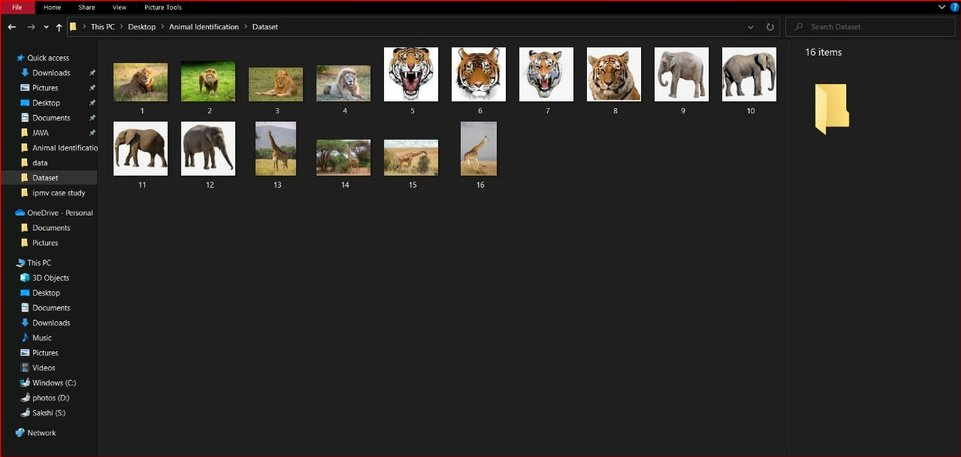 File Home Share View Picture Tools
This PC > Desktop > Animal Identification > Dataset
Search Dataset
16 items
Quick access
Downloads
Pictures
Desktop
Documents
JAVA
Animal Identificatio
data
Dataset
ipmv case study
OneDrive - Personal
Documents
Pictures
This PC
3D Objects
Desktop
Documents
Downloads
Music
Pictures
Videos
Windows (C:)
photos (D:)
Sakshi (S:)
Network
1 2 3 4 5 6 7 8 9 10
11 12 13 14 15 16